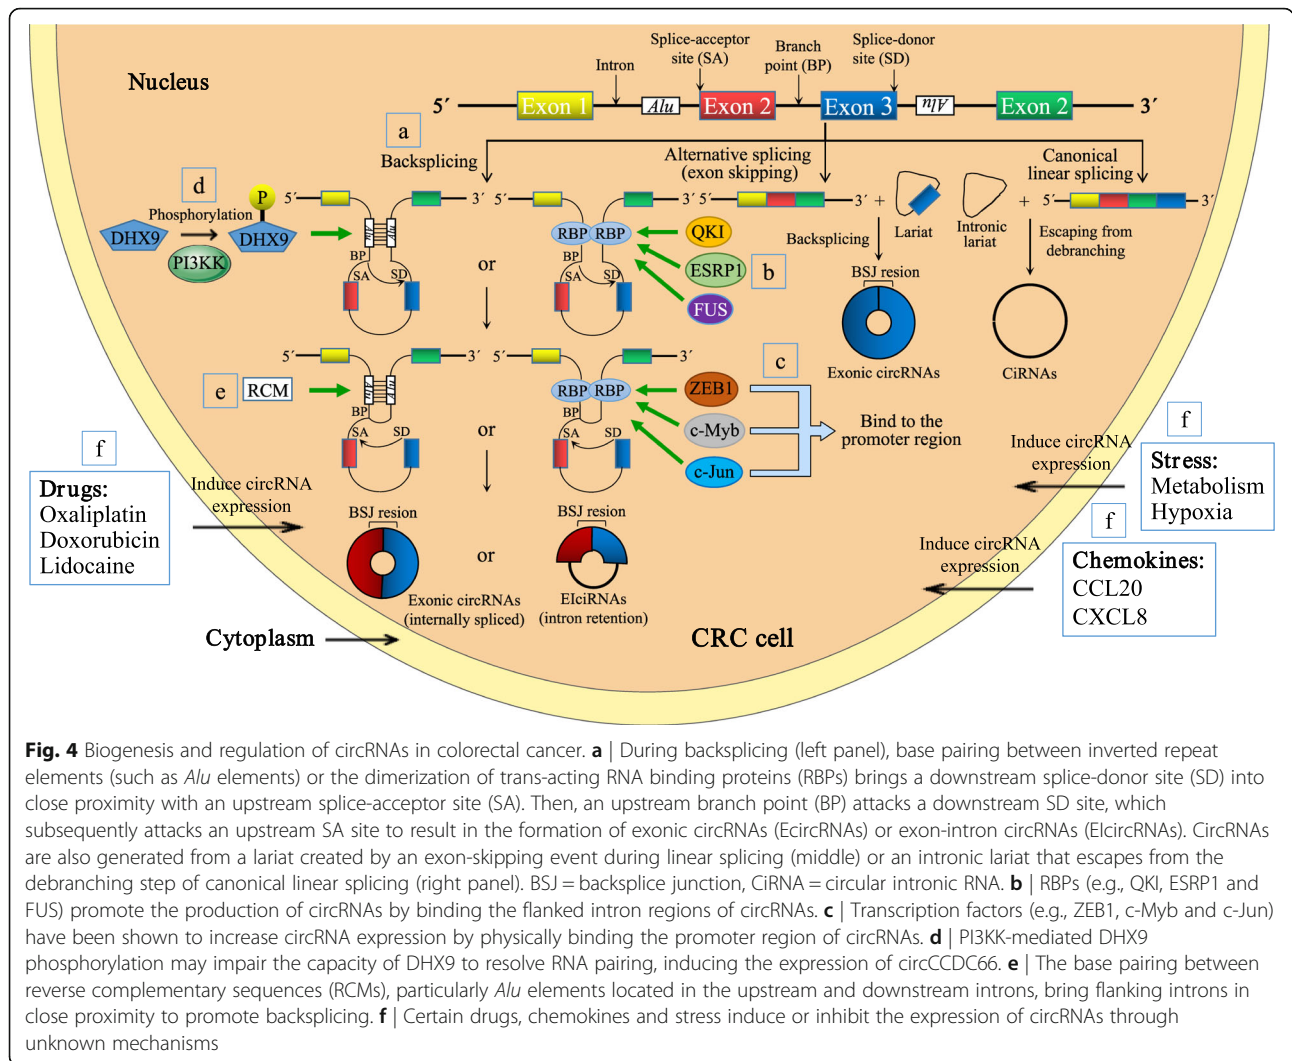 Nucleus
Splice-acceptor
site (SA)
Branch
point (BP)
Splice-donor
site (SD)
Intron
5´
Exon 1
Alu
Exon 2
Exon 3
Alu
Exon 2
3´
a
Backsplicing
Alternative splicing
(exon skipping)
Canonical
linear splicing
d
Phosphorylation
P
DHX9
DHX9
PI3KK
5´
3´
Alu
Alu
BP
SA
SD
or
5´
3´
RBP
RBP
BP
SA
SD
QKI
ESRP1
FUS
b
+
Lariat
Backsplicing
BSJ resion
Exonic circRNAs
Intronic
lariat
+
5´
3´
Escaping from
debranching
CiRNAs
e
RCM
5´
3´
Alu
Alu
BP
SA
SD
or
5´
3´
RBP
RBP
BP
SA
SD
c
ZEB1
c-Myb
c-Jun
Bind to the
promoter region
f
Drugs:
Oxaliplatin
Doxorubicin
Lidocaine
Induce circRNA
expression
BSJ resion
Exonic circRNAs
(internally spliced)
or
BSJ resion
EIciRNAs
(intron retention)
f
Induce circRNA
expression
Stress:
Metabolism
Hypoxia
f
Induce circRNA
expression
Chemokines:
CCL20
CXCL8
Cytoplasm
CRC cell
Fig. 4 Biogenesis and regulation of circRNAs in colorectal cancer. a | During backsplicing (left panel), base pairing between inverted repeat
elements (such as Alu elements) or the dimerization of trans-acting RNA binding proteins (RBPs) brings a downstream splice-donor site (SD) into
close proximity with an upstream splice-acceptor site (SA). Then, an upstream branch point (BP) attacks a downstream SD site, which
subsequently attacks an upstream SA site to result in the formation of exonic circRNAs (EcircRNAs) or exon-intron circRNAs (EIcircRNAs). CircRNAs
are also generated from a lariat created by an exon-skipping event during linear splicing (middle) or an intronic lariat that escapes from the
debranching step of canonical linear splicing (right panel). BSJ = backsplice junction, CiRNA = circular intronic RNA. b | RBPs (e.g., QKI, ESRP1 and
FUS) promote the production of circRNAs by binding the flanked intron regions of circRNAs. c | Transcription factors (e.g., ZEB1, c-Myb and c-Jun)
have been shown to increase circRNA expression by physically binding the promoter region of circRNAs. d | PI3KK-mediated DHX9
phosphorylation may impair the capacity of DHX9 to resolve RNA pairing, inducing the expression of circCCDC66. e | The base pairing between
reverse complementary sequences (RCMs), particularly Alu elements located in the upstream and downstream introns, bring flanking introns in
close proximity to promote backsplicing. f | Certain drugs, chemokines and stress induce or inhibit the expression of circRNAs through
unknown mechanisms